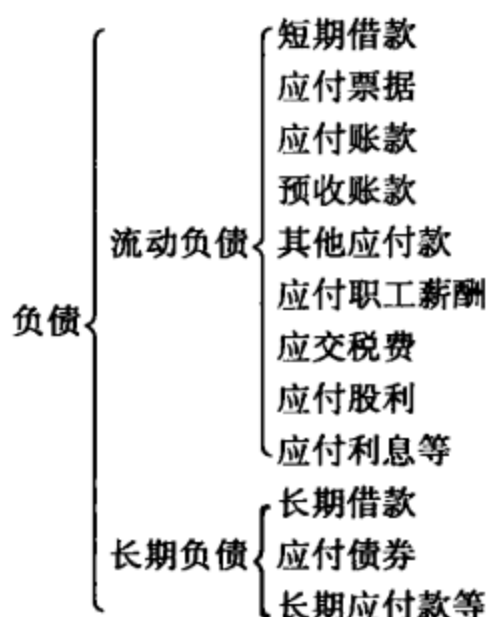 负债
流动负债
短期借款
应付票据
应付账款
预收账款
其他应付款
应付职工薪酬
应交税费
应付股利
应付利息等
长期负债
长期借款
应付债券
长期应付款等